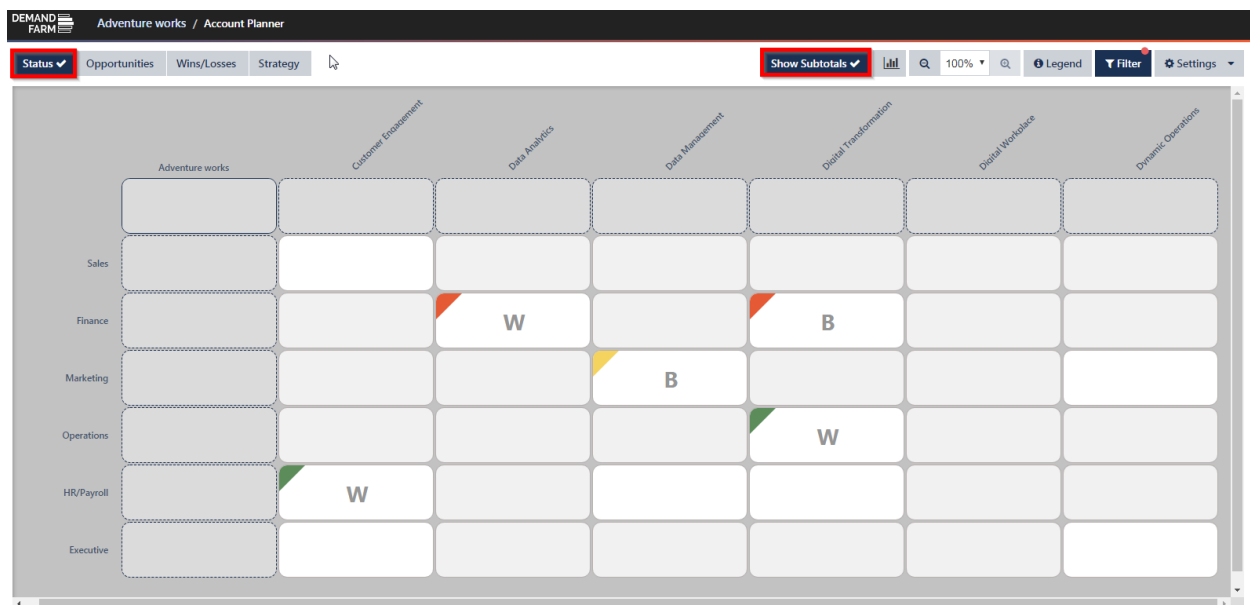 DEMAND
FARM
Adventure works / Account Planner
Status ✔ Opportunities Wins/Losses Strategy Show Subtotals ✔ 100% Legend Filter Settings
Adventure works Customer Engagement Data Analytics Data Management Digital Transformation Digital Workplace Dynamic Operations
Sales
Finance W B
Marketing B
Operations W
HR/Payroll W
Executive